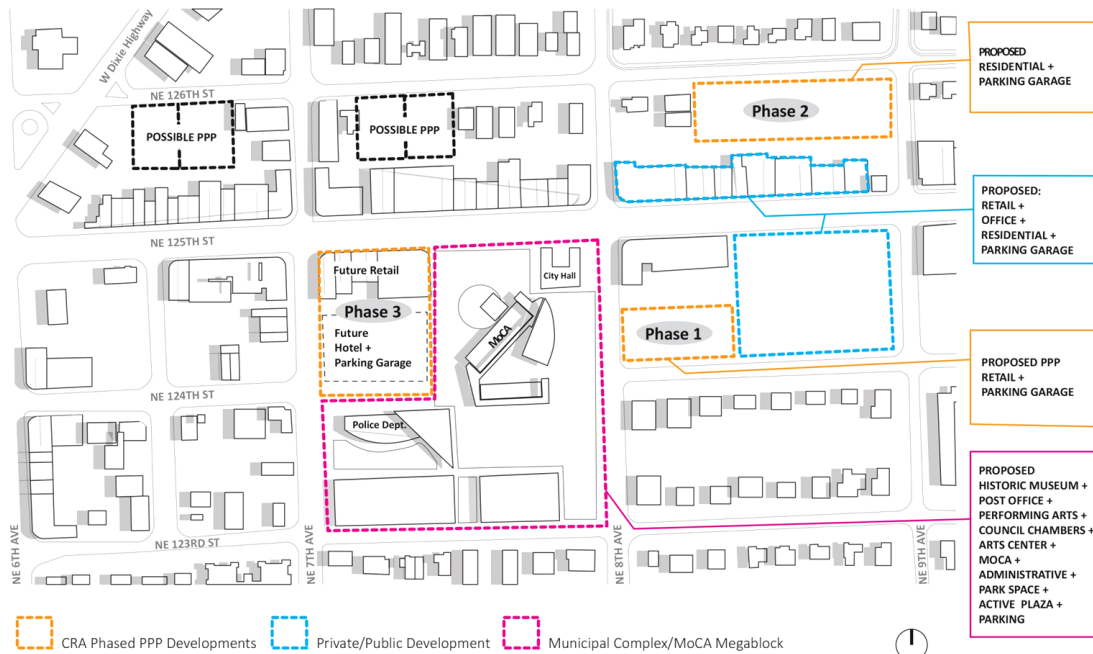 W Dixie Highway
NE 126TH ST
POSSIBLE PPP
POSSIBLE PPP
Phase 2
PROPOSED
RESIDENTIAL +
PARKING GARAGE
NE 125TH ST
PROPOSED:
RETAIL +
OFFICE +
RESIDENTIAL +
PARKING GARAGE
Future Retail
Phase 3
Future
Hotel +
Parking Garage
City Hall
MoCA
Phase 1
PROPOSED PPP
RETAIL +
PARKING GARAGE
NE 124TH ST
Police Dept.
PROPOSED
HISTORIC MUSEUM +
POST OFFICE +
PERFORMING ARTS +
COUNCIL CHAMBERS +
ARTS CENTER +
MOCA +
ADMINISTRATIVE +
PARK SPACE +
ACTIVE PLAZA +
PARKING
NE 123RD ST
NE 6TH AVE
NE 7TH AVE
NE 8TH AVE
NE 9TH AVE
CRA Phased PPP Developments
Private/Public Development
Municipal Complex/MoCA Megablock